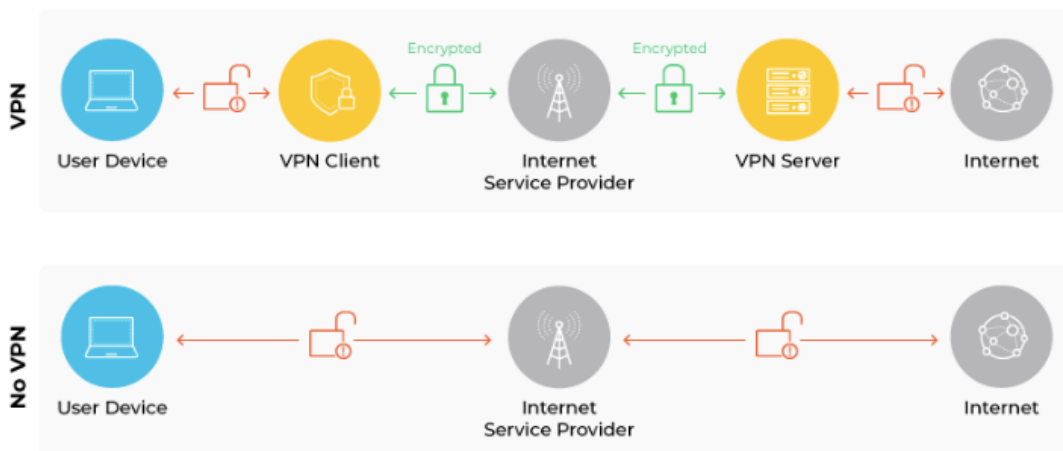 VPN
Encrypted
Encrypted
User Device
VPN Client
Internet
Service Provider
VPN Server
Internet
No VPN
User Device
Internet
Service Provider
Internet